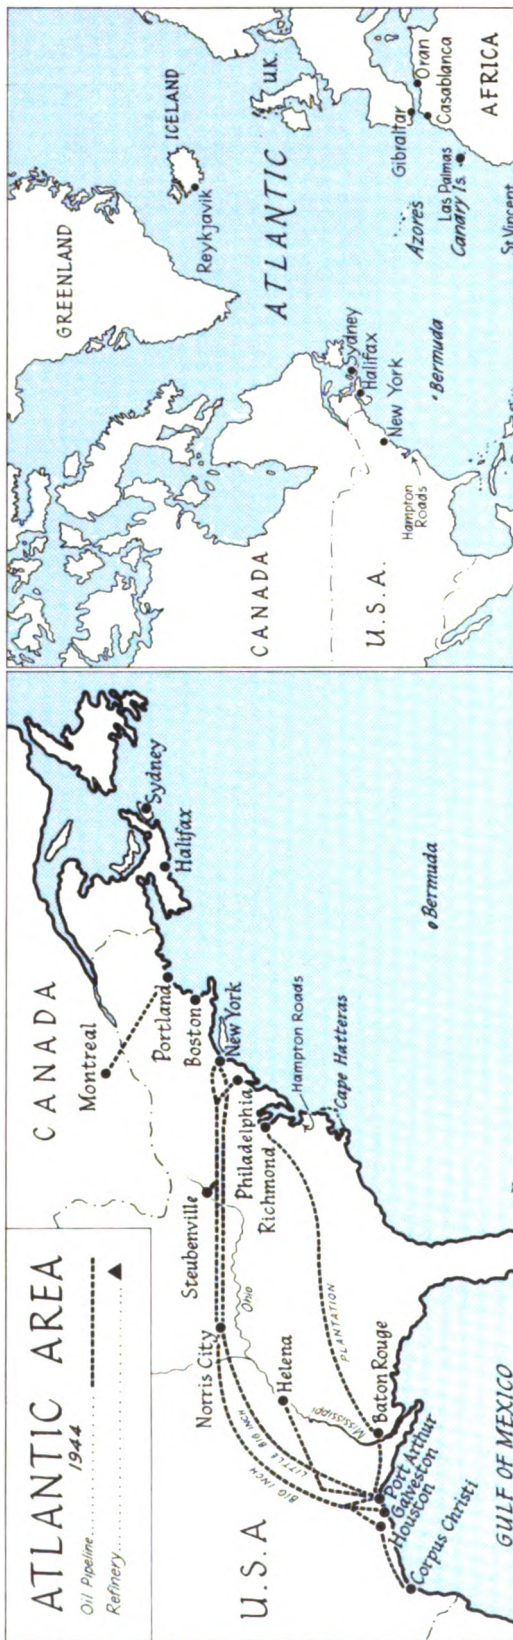 ATLANTIC AREA
1944
Oil Pipeline
Refinery
CANADA
Montreal
Portland
Boston
New York
Sydney
Halifax
Steubenville
Philadelphia
Richmond
Hampton Roads
Cape Hatteras
Bermuda
Norris City
Ohio
Helena
BIG INCH
LITTLE BIG INCH
MISSISSIPPI
PLANTATION
U.S.A
Baton Rouge
Port Arthur
Galveston
Houston
Corpus Christi
GULF OF MEXICO
GREENLAND
ICELAND
Reykjavik
U.K.
ATLANTIC
CANADA
Sydney
Halifax
New York
U.S.A.
Hampton
Roads
Bermuda
Azores
Gibraltar
Oran
Casablanca
AFRICA
Las Palmas
Canary Is.
St Vincent